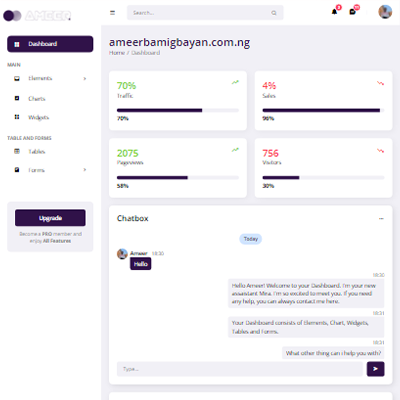 AMEER
Search...
4
10
Dashboard
ameerbamigbayan.com.ng
Home / Dashboard
MAIN
Elements
Charts
Widgets
TABLE AND FORMS
Tables
Forms
Upgrade
Become a PRO member and
enjoy All Features
70%
Traffic
70%
4%
Sales
96%
2075
Pageviews
58%
756
Visitors
30%
Chatbox
Today
Ameer 18:30
Hello
18:30
Hello Ameer! Welcome to your Dashboard. I'm your new
asssistant Mira. I'm so excited to meet you. If you need
any help, you can always contact me here.
18:31
Your Dashboard consists of Elements, Chart, Widgets,
Tables and Forms.
18:31
What other thing can i help you with?
Type...